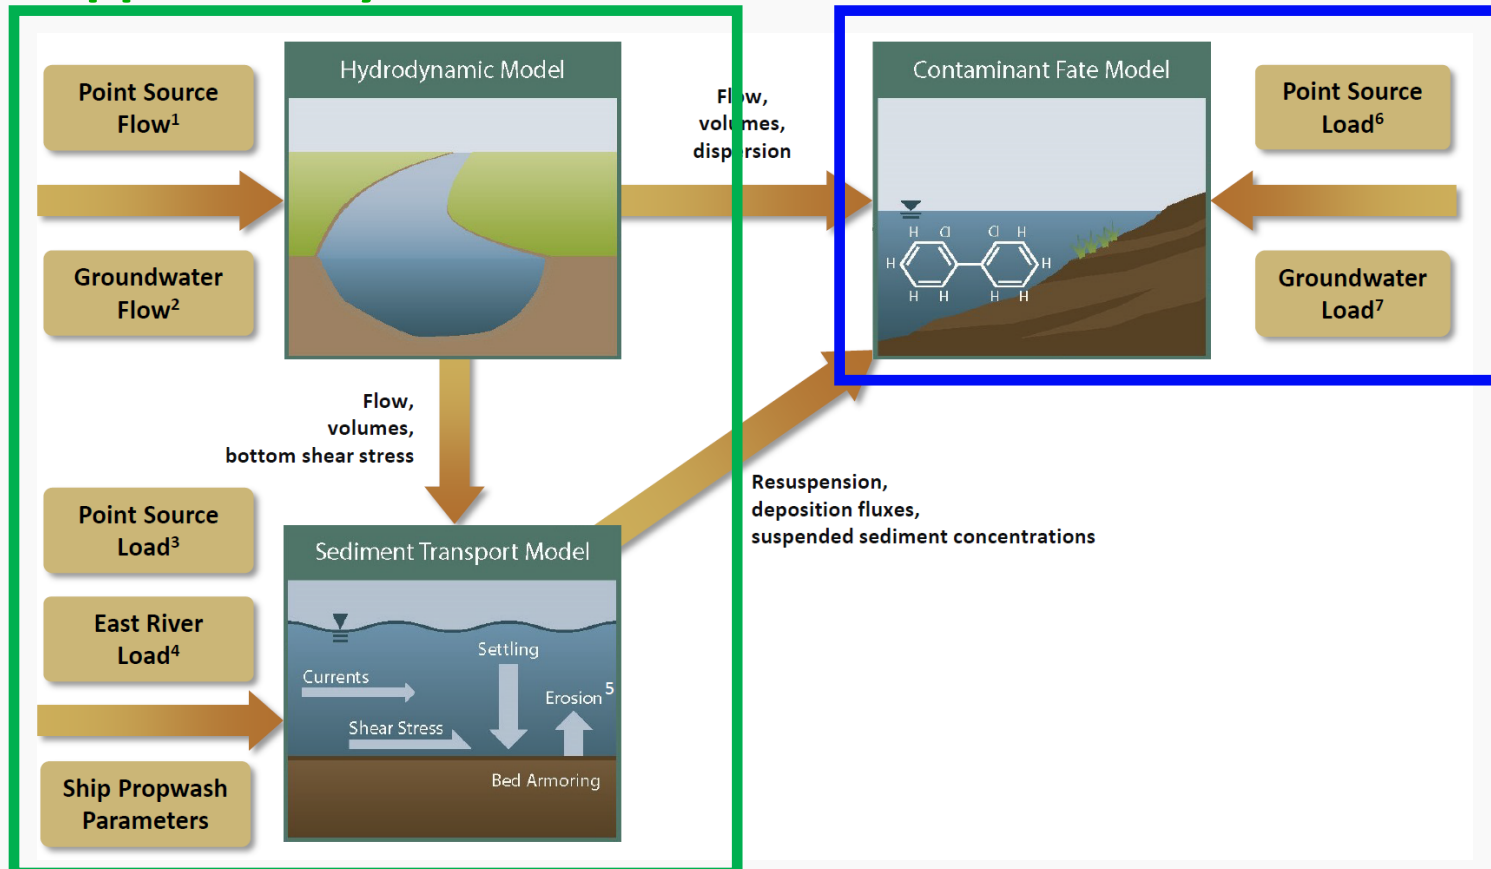 Point Source
Flow¹
Groundwater
Flow²
Hydrodynamic Model
Flow,
volumes,
dispersion
Contaminant Fate Model
H
Cl
Cl
H
H
H
H
H
H
H
Point Source
Load⁶
Groundwater
Load⁷
Flow,
volumes,
bottom shear stress
Resuspension,
deposition fluxes,
suspended sediment concentrations
Point Source
Load³
East River
Load⁴
Ship Propwash
Parameters
Sediment Transport Model
Currents
Settling
Erosion⁵
Shear Stress
Bed Armoring